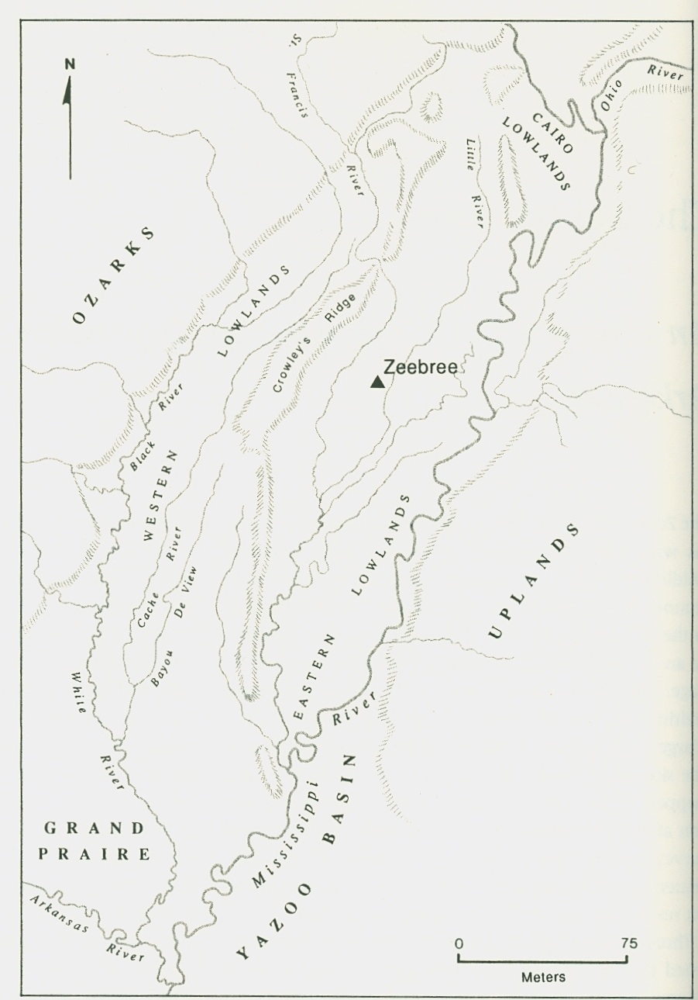 N
St.
Francis
River
Ohio
River
CAIRO
LOWLANDS
Little
River
OZARKS
LOWLANDS
Crowley's
Ridge
Zeebree
Black
River
WESTERN
Cache
River
Bayou
De View
LOWLANDS
EASTERN
UPLANDS
White
River
Mississippi
River
YAZOO
BASIN
GRAND
PRAIRE
Arkansas
River
0 75
Meters